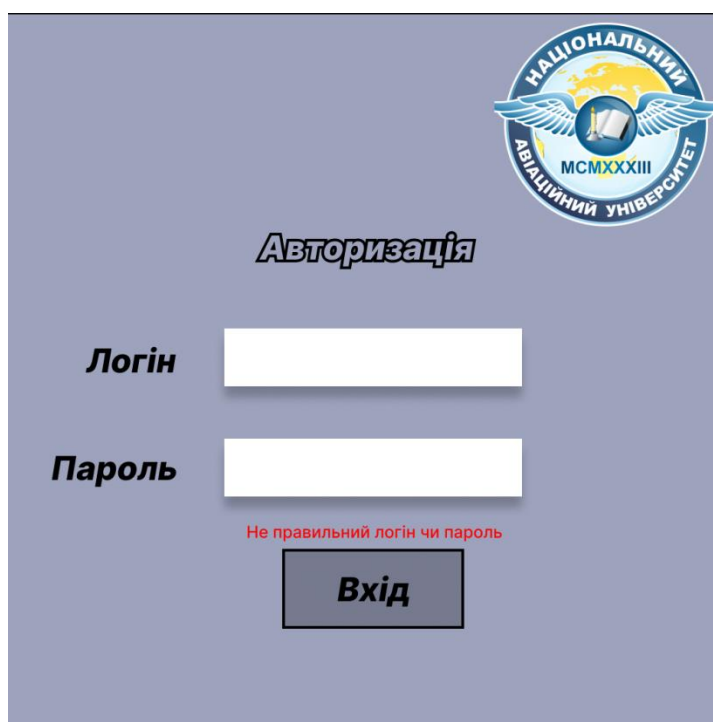 НАЦІОНАЛЬНИЙ
АВІАЦІЙНИЙ УНІВЕРСИТЕТ
MCMXXXIII
Авторизація
Логін
Пароль
Не правильний логін чи пароль
Вхід